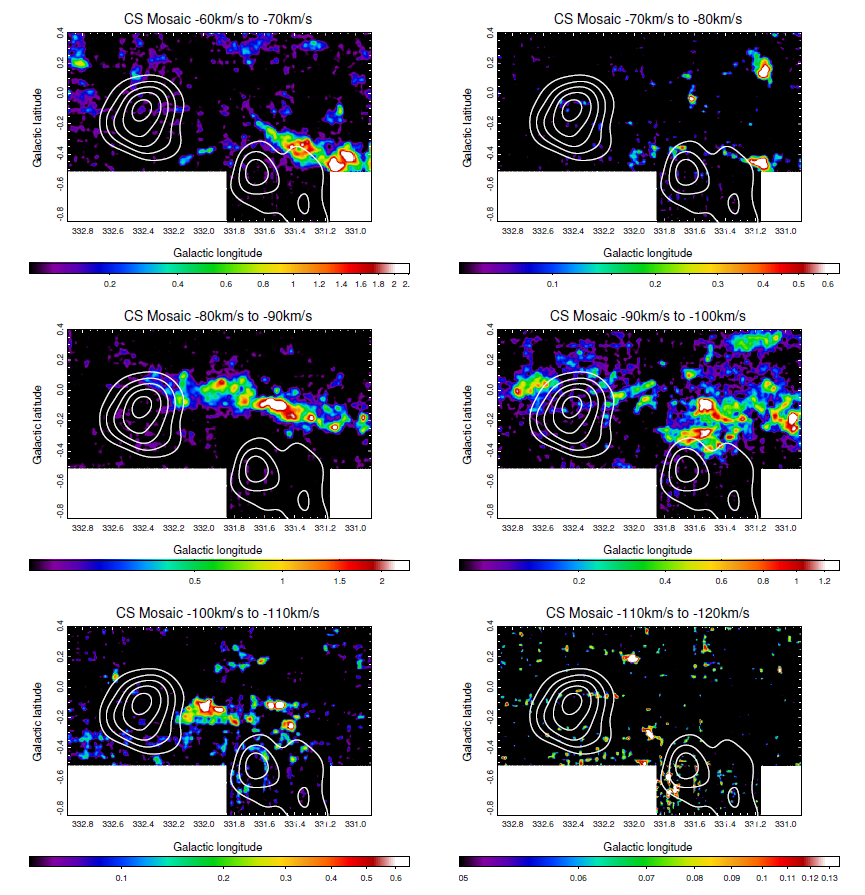 CS Mosaic -60km/s to -70km/s
Galactic latitude
0.4
0.2
0.0
-0.2
-0.4
-0.6
-0.8
332.8 332.6 332.4 332.2 332.0 331.8 331.6 331.4 331.2 331.0
Galactic longitude
0.2 0.4 0.6 0.8 1 1.2 1.4 1.6 1.8 2 2.
CS Mosaic -70km/s to -80km/s
Galactic latitude
0.4
0.2
0.0
-0.2
-0.4
-0.6
-0.8
332.8 332.6 332.4 332.2 332.0 331.8 331.6 331.4 331.2 331.0
Galactic longitude
0.1 0.2 0.3 0.4 0.5 0.6
CS Mosaic -80km/s to -90km/s
Galactic latitude
0.4
0.2
0.0
-0.2
-0.4
-0.6
-0.8
332.8 332.6 332.4 332.2 332.0 331.8 331.6 331.4 331.2 331.0
Galactic longitude
0.5 1 1.5 2
CS Mosaic -90km/s to -100km/s
Galactic latitude
0.4
0.2
0.0
-0.2
-0.4
-0.6
-0.8
332.8 332.6 332.4 332.2 332.0 331.8 331.6 331.4 331.2 331.0
Galactic longitude
0.2 0.4 0.6 0.8 1 1.2
CS Mosaic -100km/s to -110km/s
Galactic latitude
0.4
0.2
0.0
-0.2
-0.4
-0.6
-0.8
332.8 332.6 332.4 332.2 332.0 331.8 331.6 331.4 331.2 331.0
Galactic longitude
0.1 0.2 0.3 0.4 0.5 0.6
CS Mosaic -110km/s to -120km/s
Galactic latitude
0.4
0.2
0.0
-0.2
-0.4
-0.6
-0.8
332.8 332.6 332.4 332.2 332.0 331.8 331.6 331.4 331.2 331.0
Galactic longitude
05 0.06 0.07 0.08 0.09 0.1 0.11 0.12 0.13